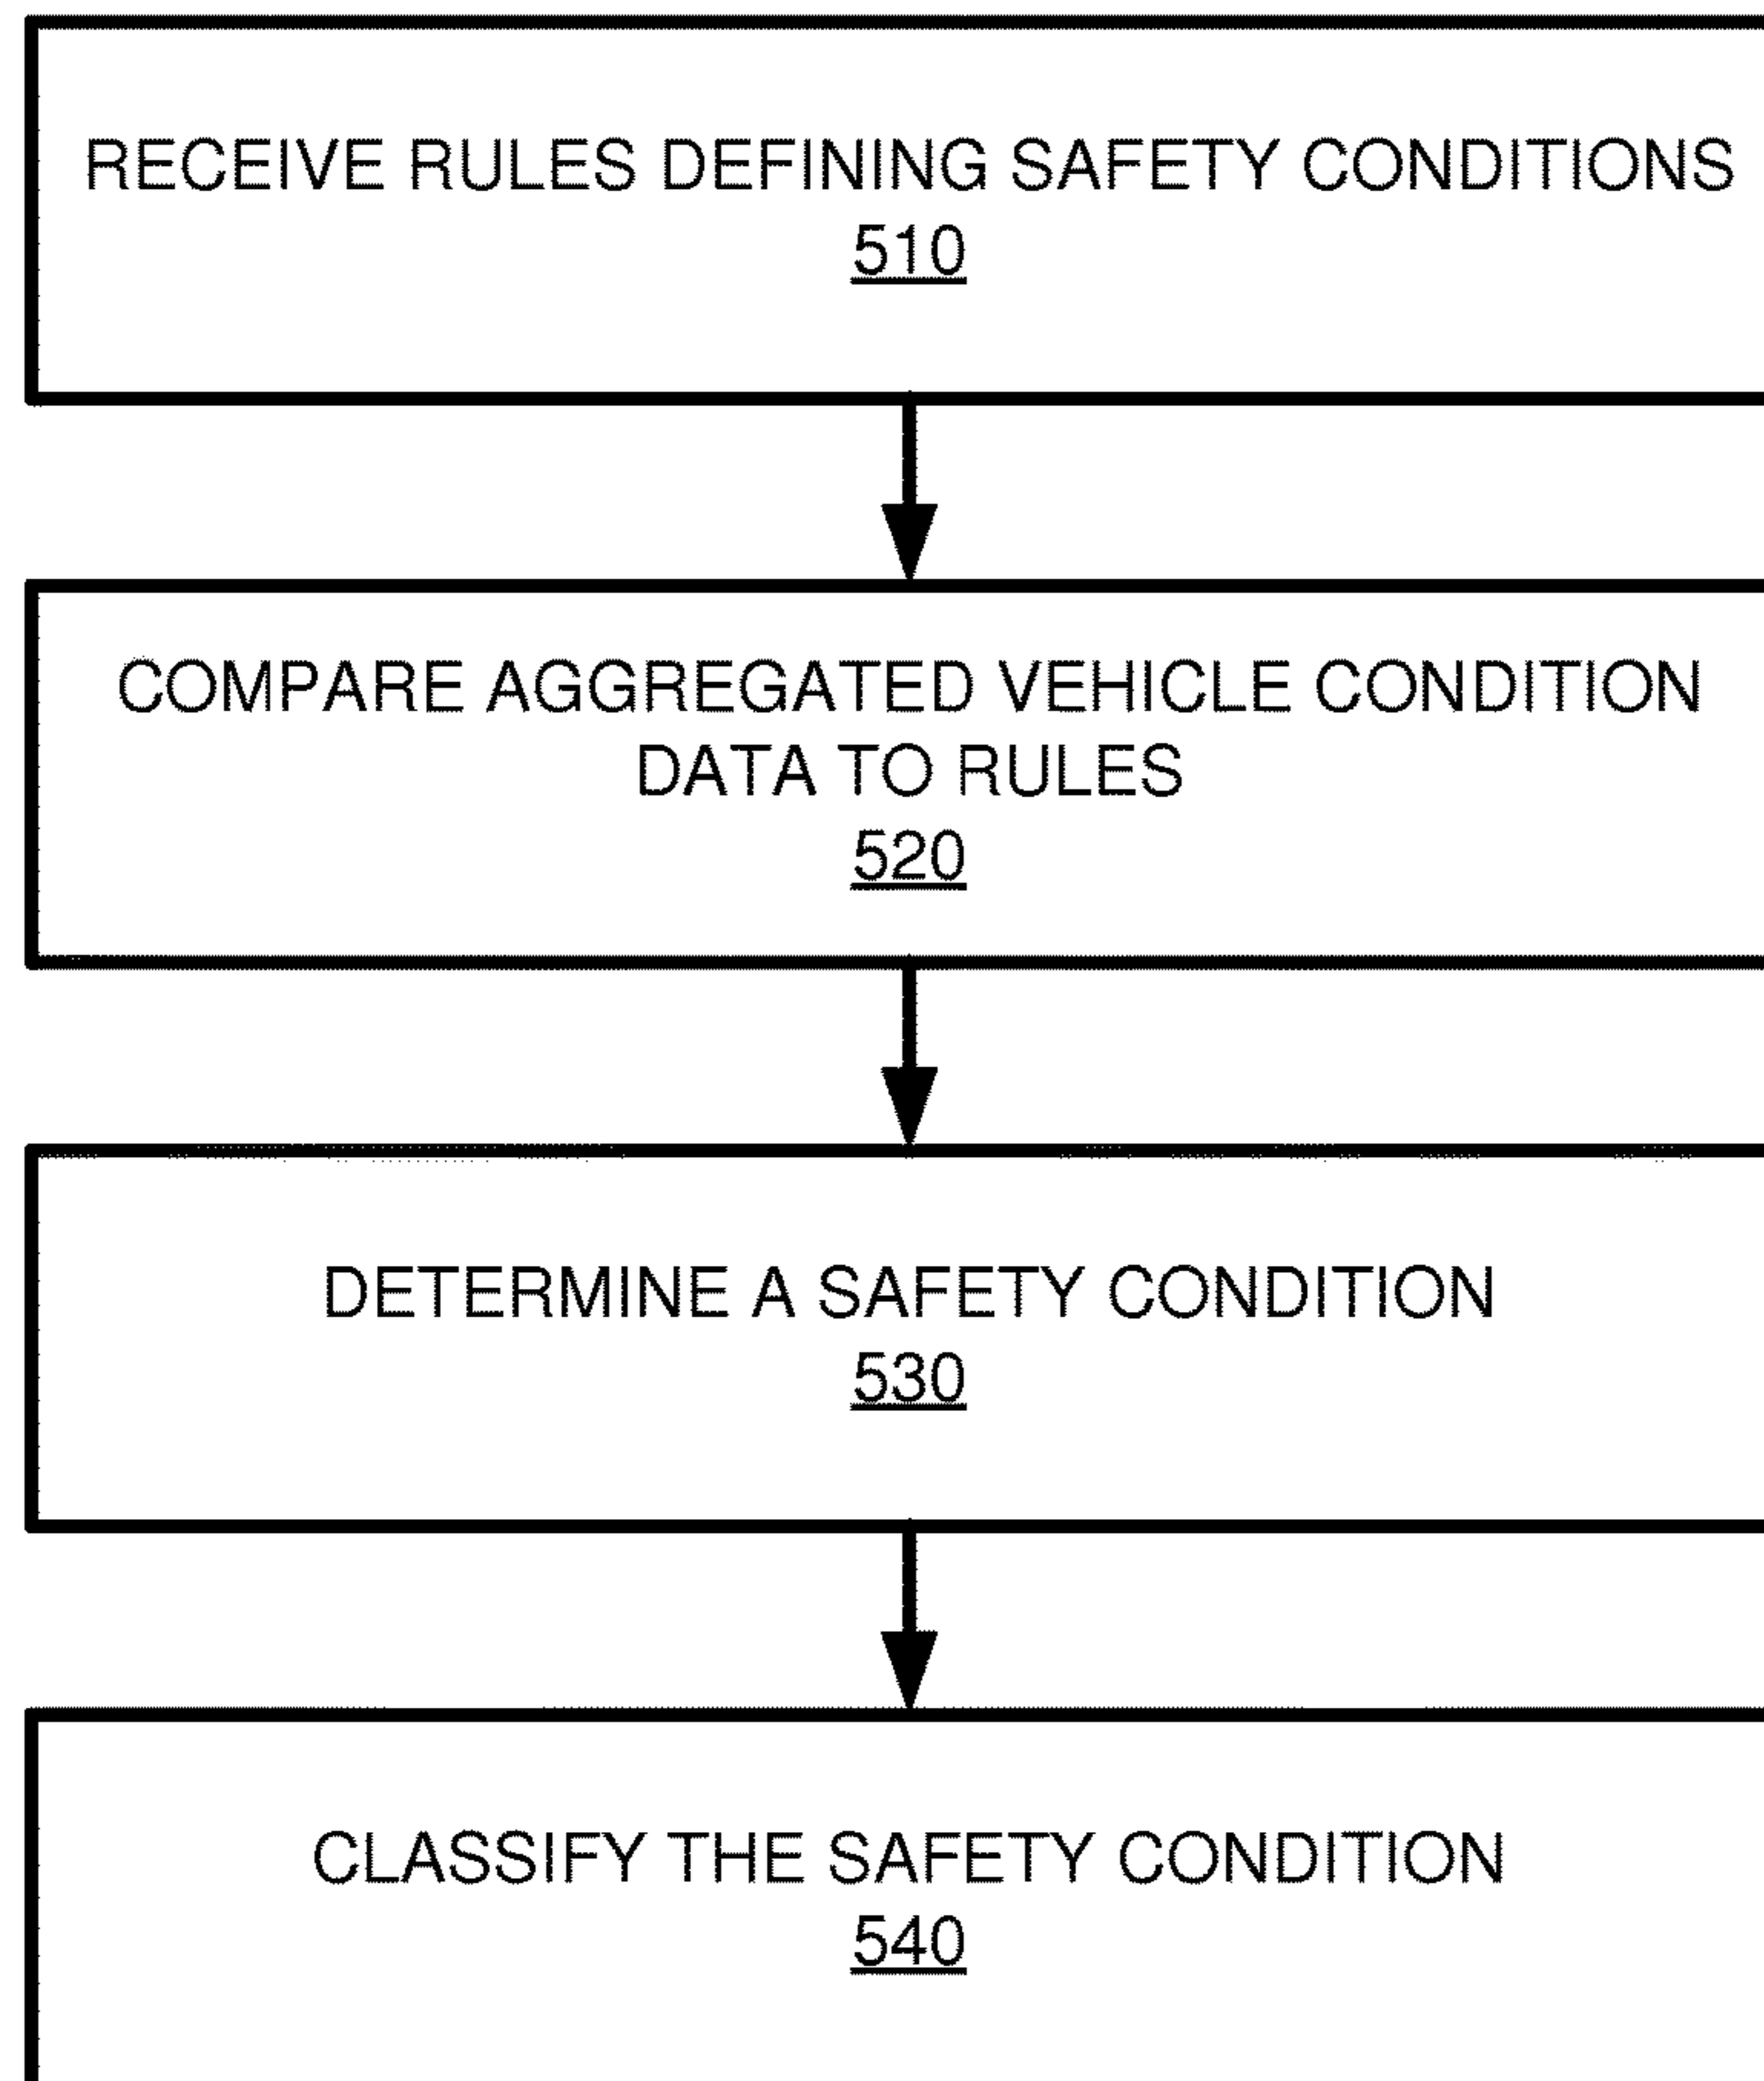 RECEIVE RULES DEFINING SAFETY CONDITIONS
510
COMPARE AGGREGATED VEHICLE CONDITION
DATA TO RULES
520
DETERMINE A SAFETY CONDITION
530
CLASSIFY THE SAFETY CONDITION
540